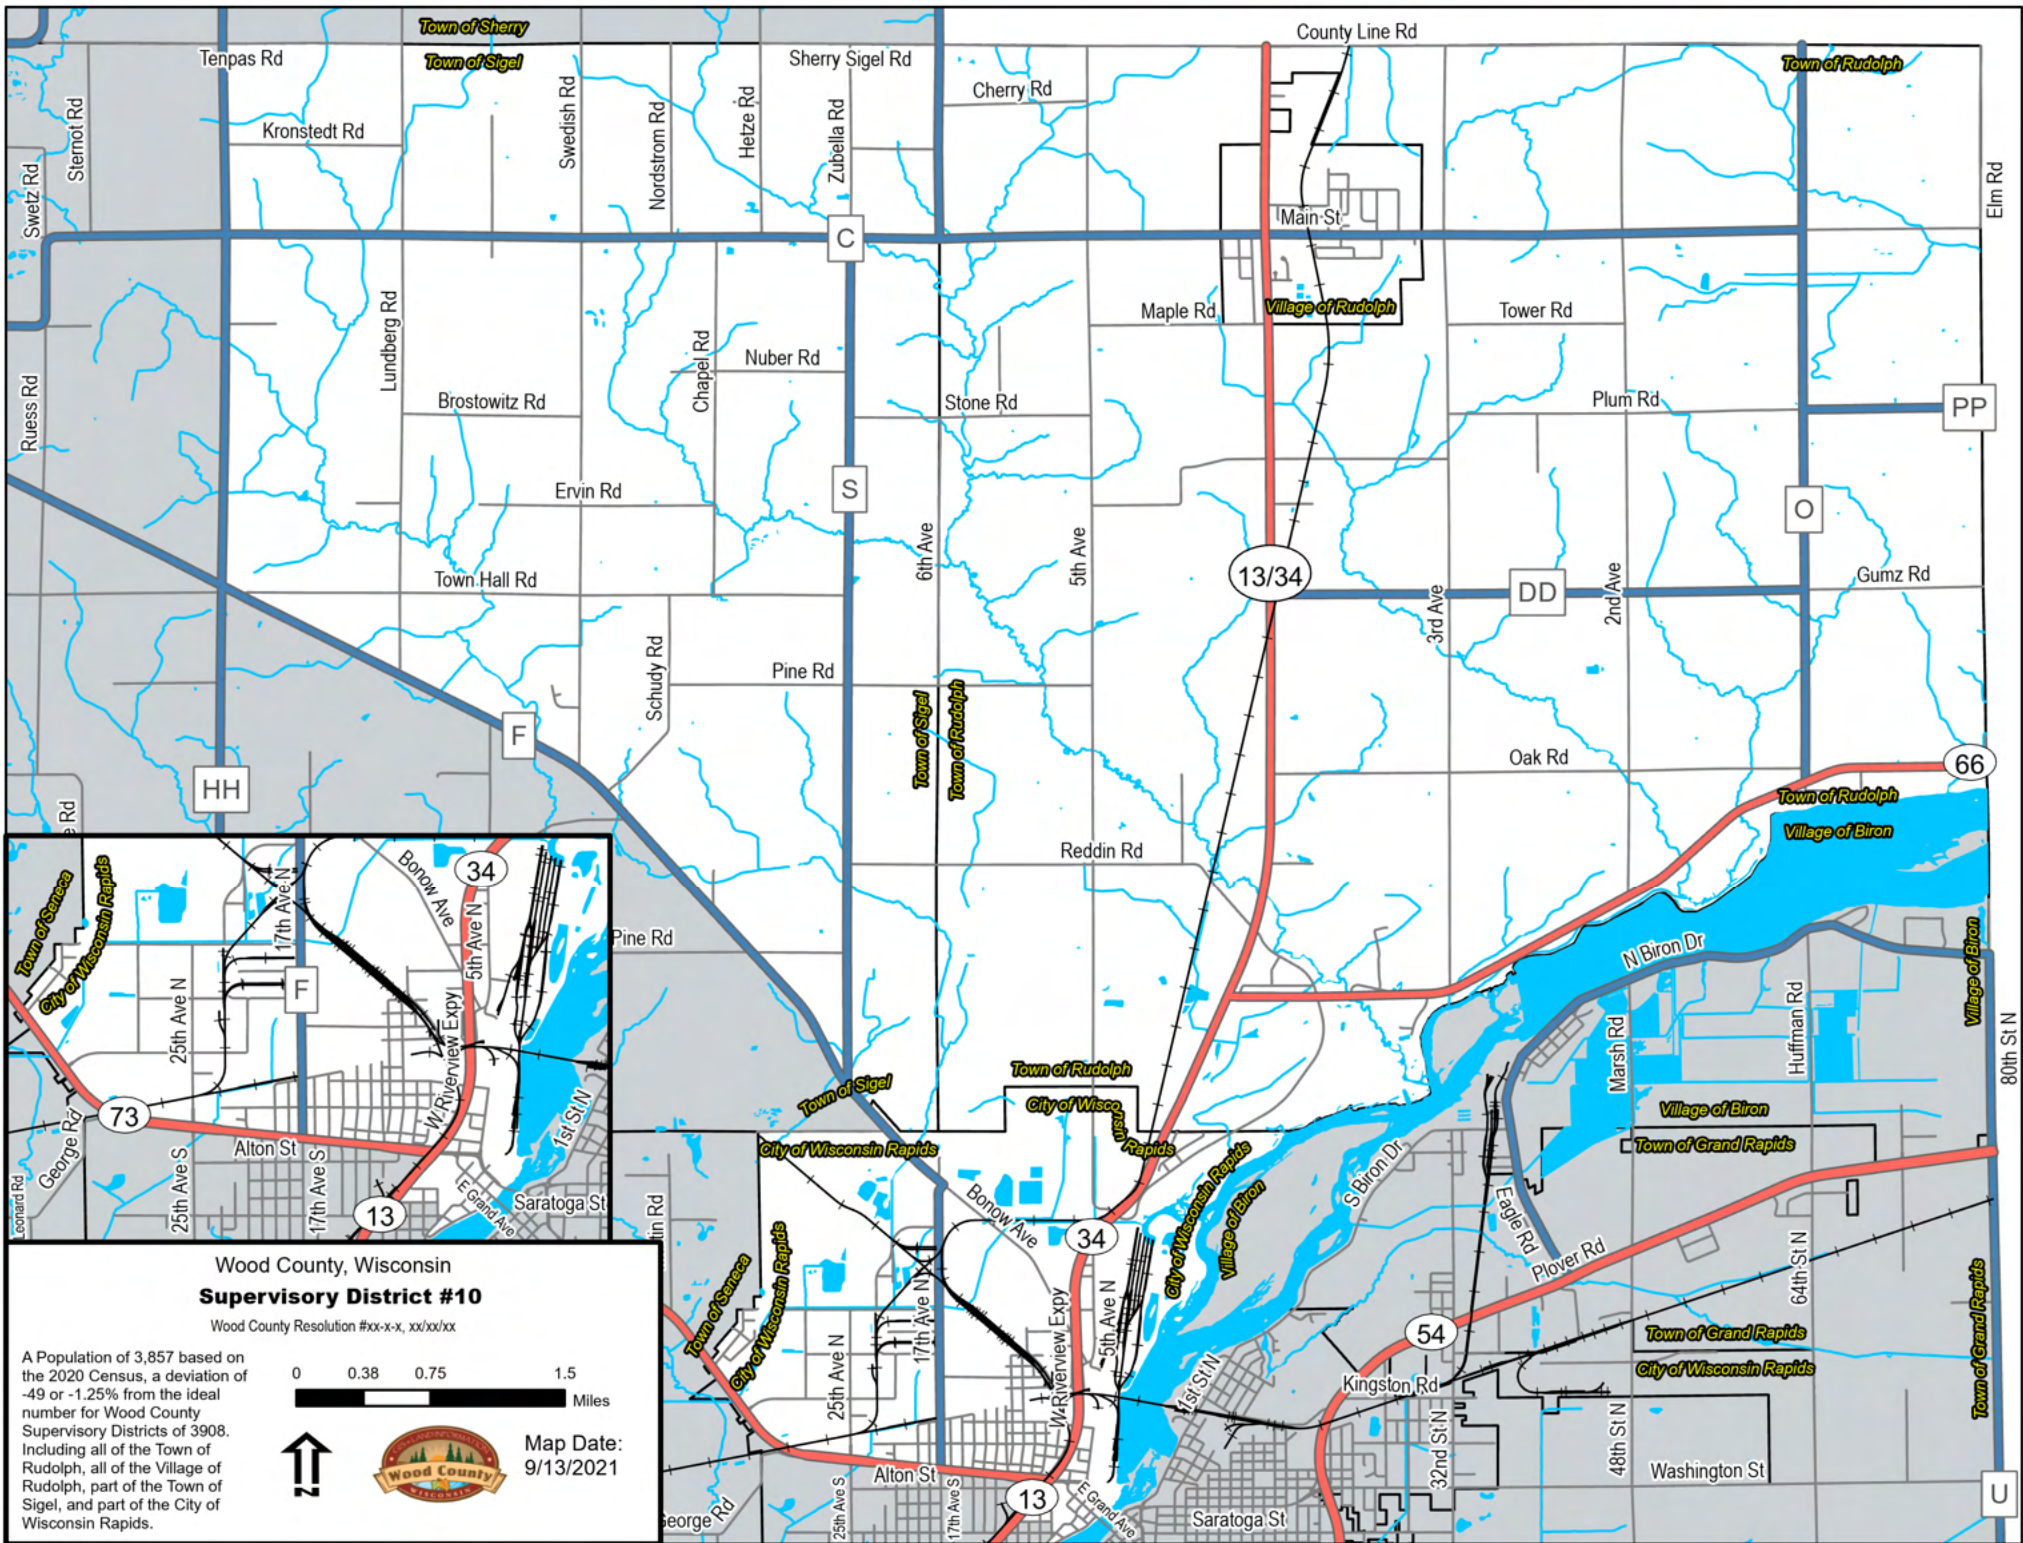 Town of Sherry
County Line Rd
Tenpas Rd
Town of Sigel
Sherry Sigel Rd
Town of Rudolph
Cherry Rd
Sternot Rd
Kronstedt Rd
Swedish Rd
Nordstrom Rd
Hetze Rd
Zubella Rd
Swetz Rd
Elm Rd
Main St
C
Lundberg Rd
Maple Rd
Village of Rudolph
Tower Rd
Chapel Rd
Nuber Rd
Ruess Rd
Brostowitz Rd
Stone Rd
Plum Rd
PP
Ervin Rd
S
O
6th Ave
5th Ave
13/34
Town Hall Rd
3rd Ave
DD
2nd Ave
Gumz Rd
Schudy Rd
Pine Rd
Town of Sigel
Town of Rudolph
F
Oak Rd
66
HH
Town of Rudolph
Village of Biron
e Rd
Reddin Rd
Pine Rd
N Biron Dr
Village of Biron
Marsh Rd
Huffman Rd
80th St N
Town of Rudolph
Town of Sigel
City of Wisconsin Rapids
City of Wisconsin Rapids
Village of Biron
Town of Grand Rapids
S Biron Dr
City of Wisconsin Rapids
Village of Biron
tin Rd
Bonow Ave
34
Eagle Rd
Plover Rd
64th St N
Town of Grand Rapids
Town of Seneca
City of Wisconsin Rapids
17th Ave N
25th Ave N
W Riverview Expy
5th Ave N
1st St N
54
Kingston Rd
Town of Grand Rapids
City of Wisconsin Rapids
32nd St N
48th St N
Washington St
Alton St
13
25th Ave S
17th Ave S
E Grand Ave
Saratoga St
George Rd
U
Town of Seneca
City of Wisconsin Rapids
17th Ave N
Bonow Ave
34
5th Ave N
25th Ave N
F
W Riverview Expy
1st St N
73
George Rd
Leonard Rd
Alton St
25th Ave S
17th Ave S
13
E Grand Ave
Saratoga St
Wood County, Wisconsin
Supervisory District #10
Wood County Resolution #xx-x-x, xx/xx/xx
A Population of 3,857 based on
the 2020 Census, a deviation of
-49 or -1.25% from the ideal
number for Wood County
Supervisory Districts of 3908.
Including all of the Town of
Rudolph, all of the Village of
Rudolph, part of the Town of
Sigel, and part of the City of
Wisconsin Rapids.
0 0.38 0.75 1.5
Miles
N
Wood County
WISCONSIN
Map Date:
9/13/2021